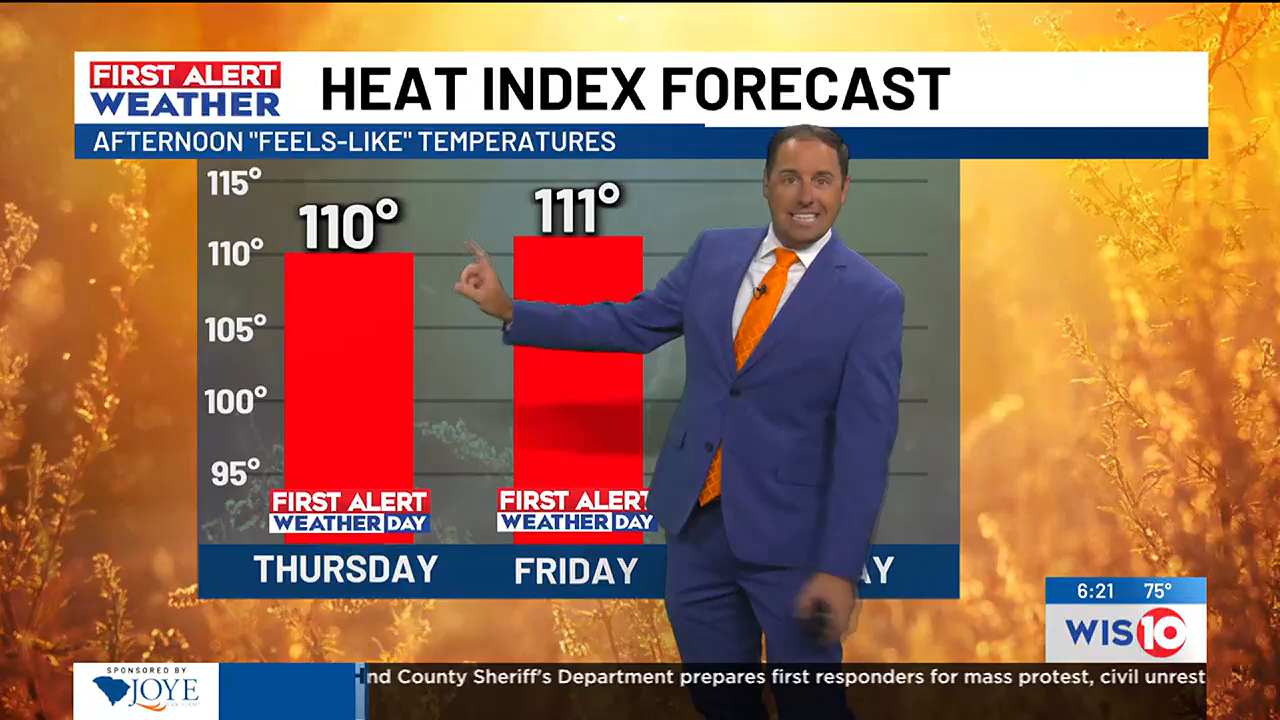 FIRST ALERT
WEATHER
HEAT INDEX FORECAST
AFTERNOON "FEELS-LIKE" TEMPERATURES
115°
110°
105°
100°
95°
110°
111°
FIRST ALERT
WEATHER DAY
FIRST ALERT
WEATHER DAY
THURSDAY
FRIDAY
AY
6:21 75°
WIS 10
SPONSORED BY
JOYE
nd County Sheriff's Department prepares first responders for mass protest, civil unrest